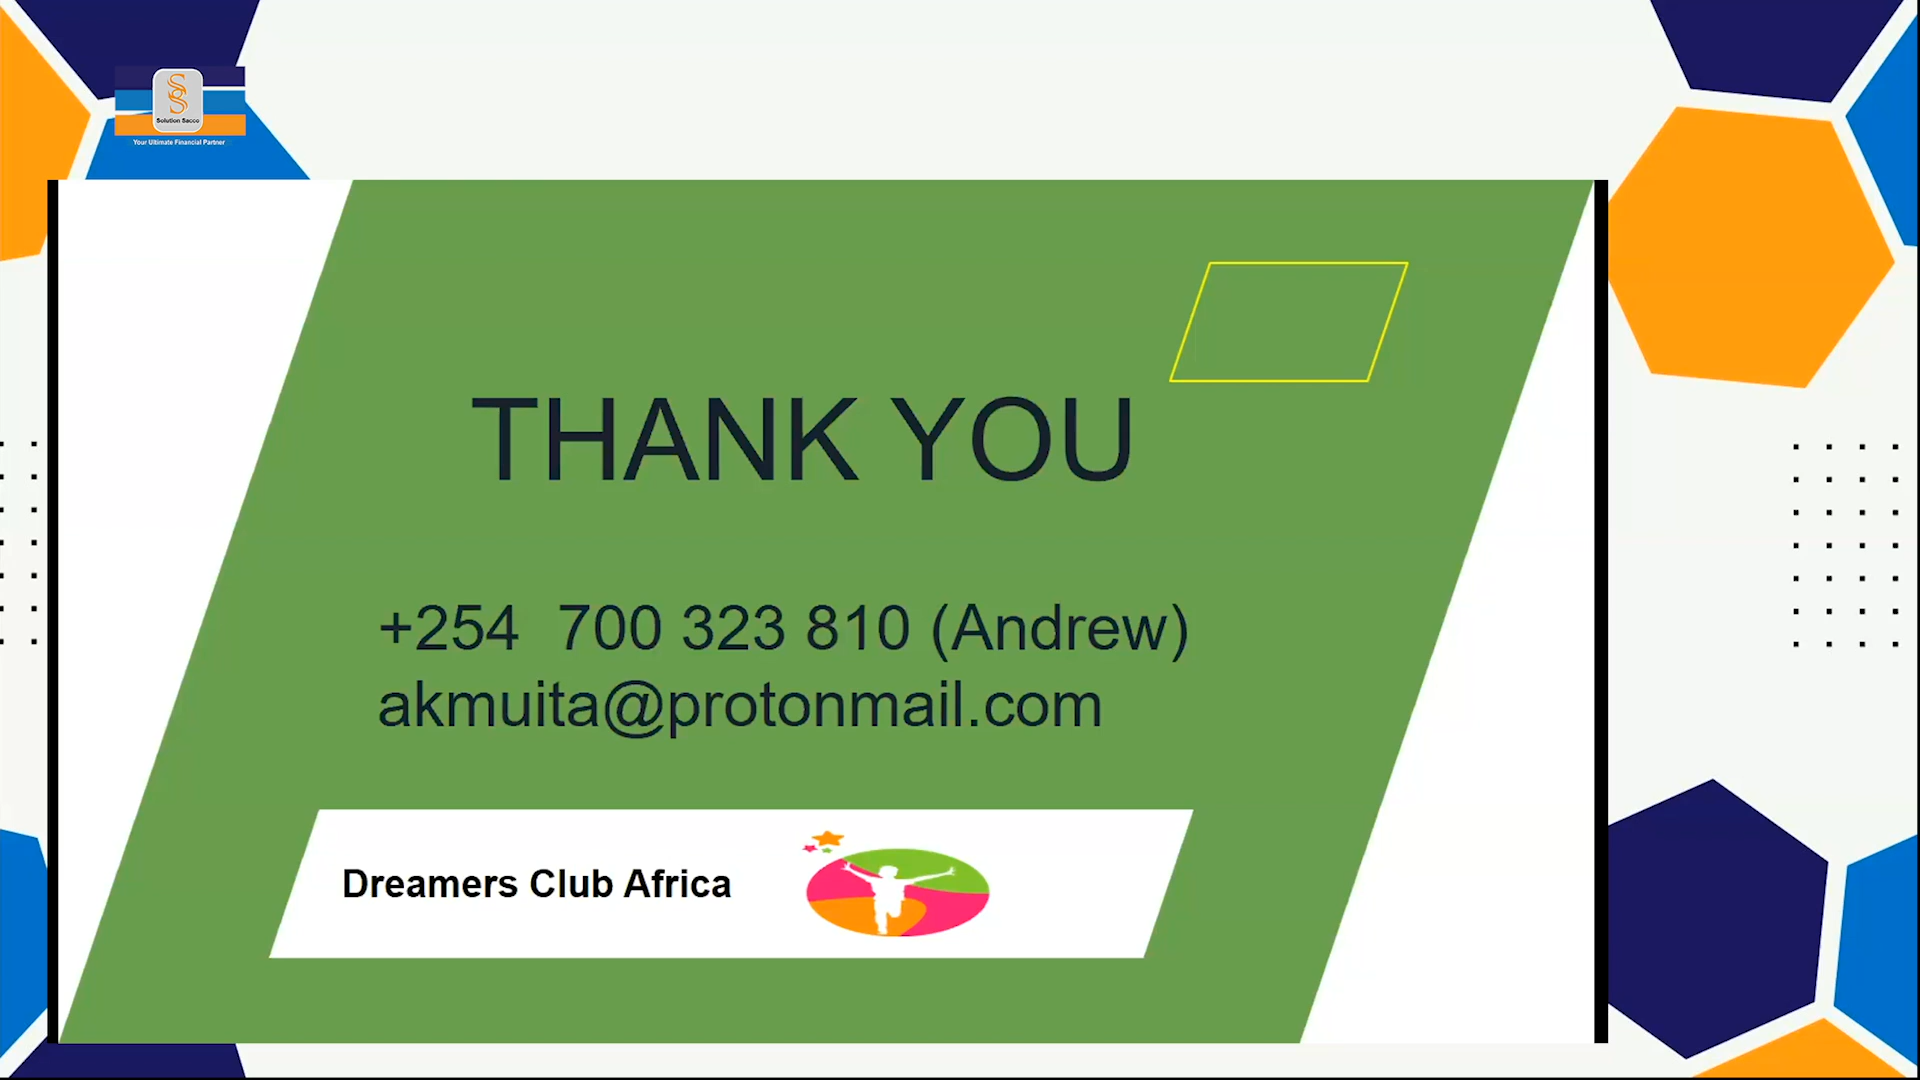 Solution Sacco
Your Ultimate Financial Partner
THANK YOU
+254  700 323 810 (Andrew)
akmuita@protonmail.com
Dreamers Club Africa